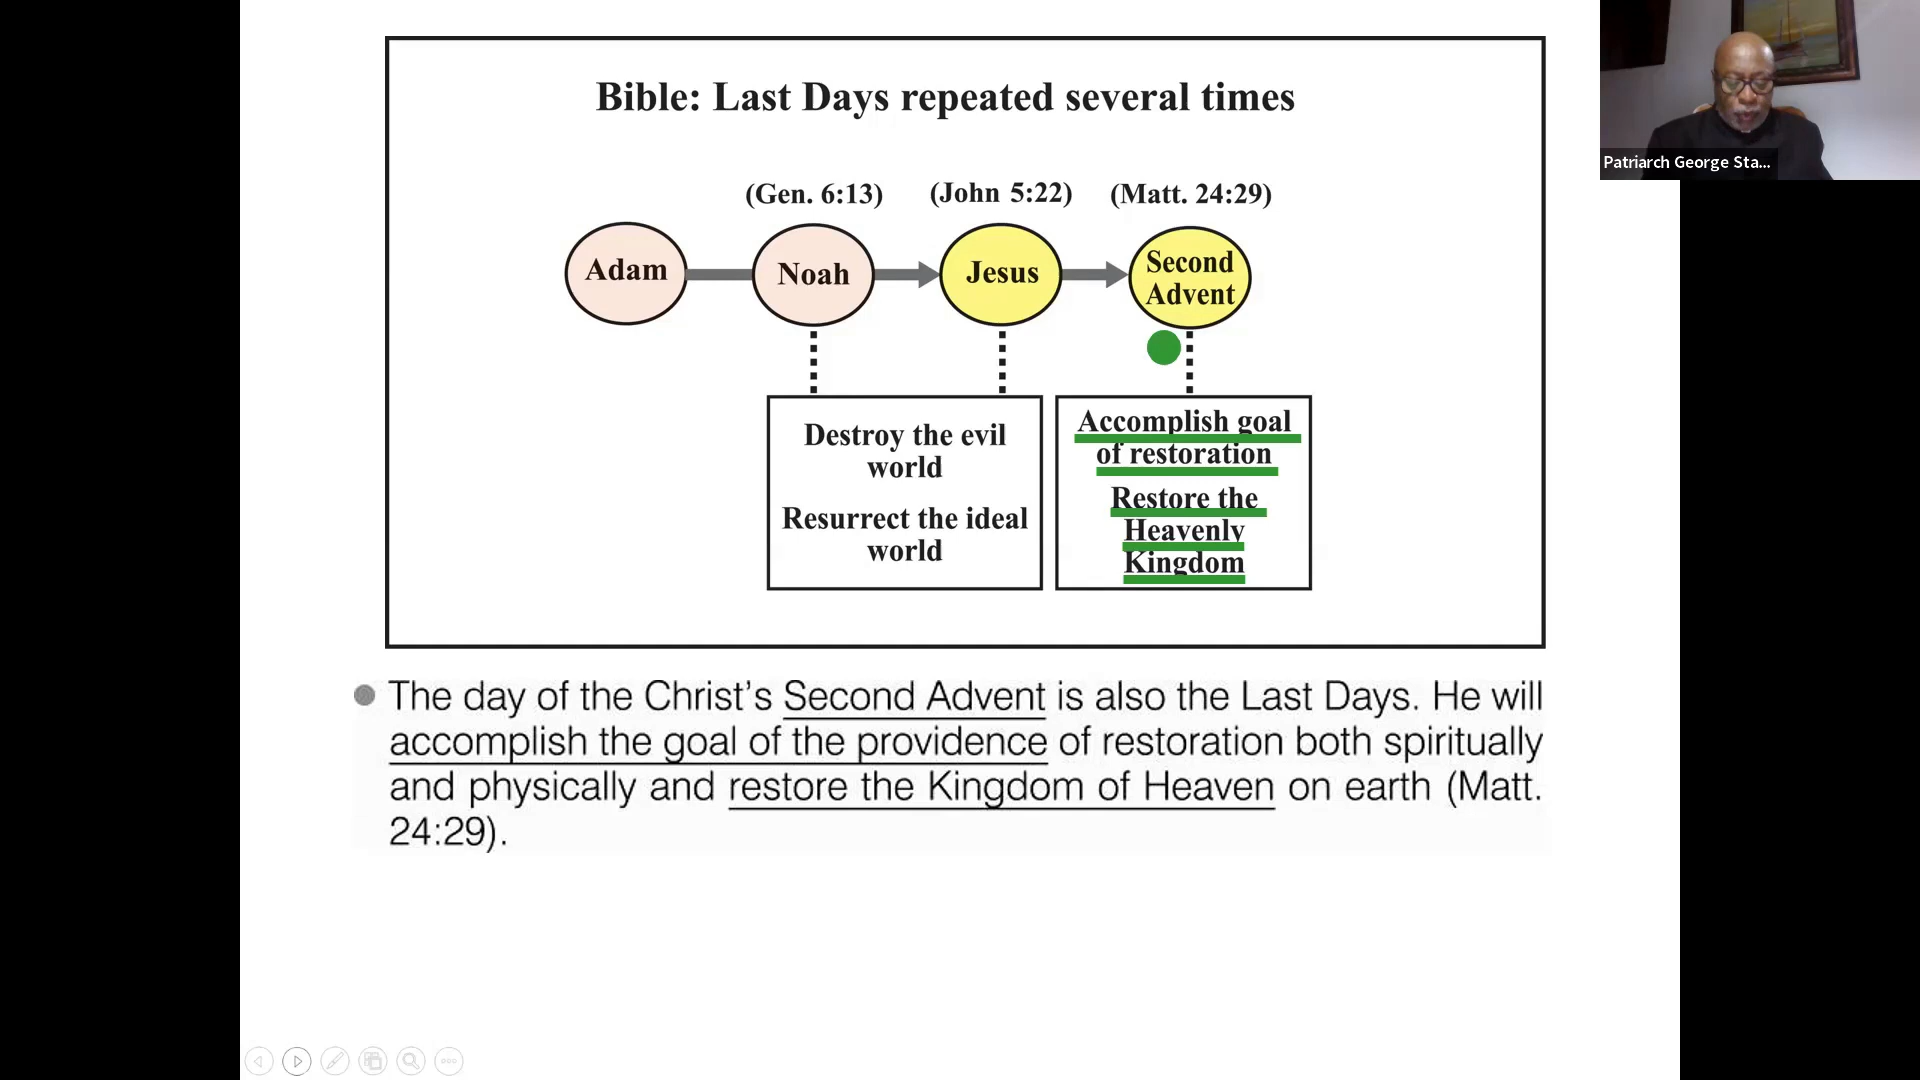 Bible: Last Days repeated several times
(Gen. 6:13) (John 5:22) (Matt. 24:29)
Adam Noah Jesus Second Advent
Destroy the evil
world
Resurrect the ideal
world
Accomplish goal
of restoration
Restore the
Heavenly
Kingdom
The day of the Christ’s Second Advent is also the Last Days. He will
accomplish the goal of the providence of restoration both spiritually
and physically and restore the Kingdom of Heaven on earth (Matt.
24:29).
Patriarch George Sta...